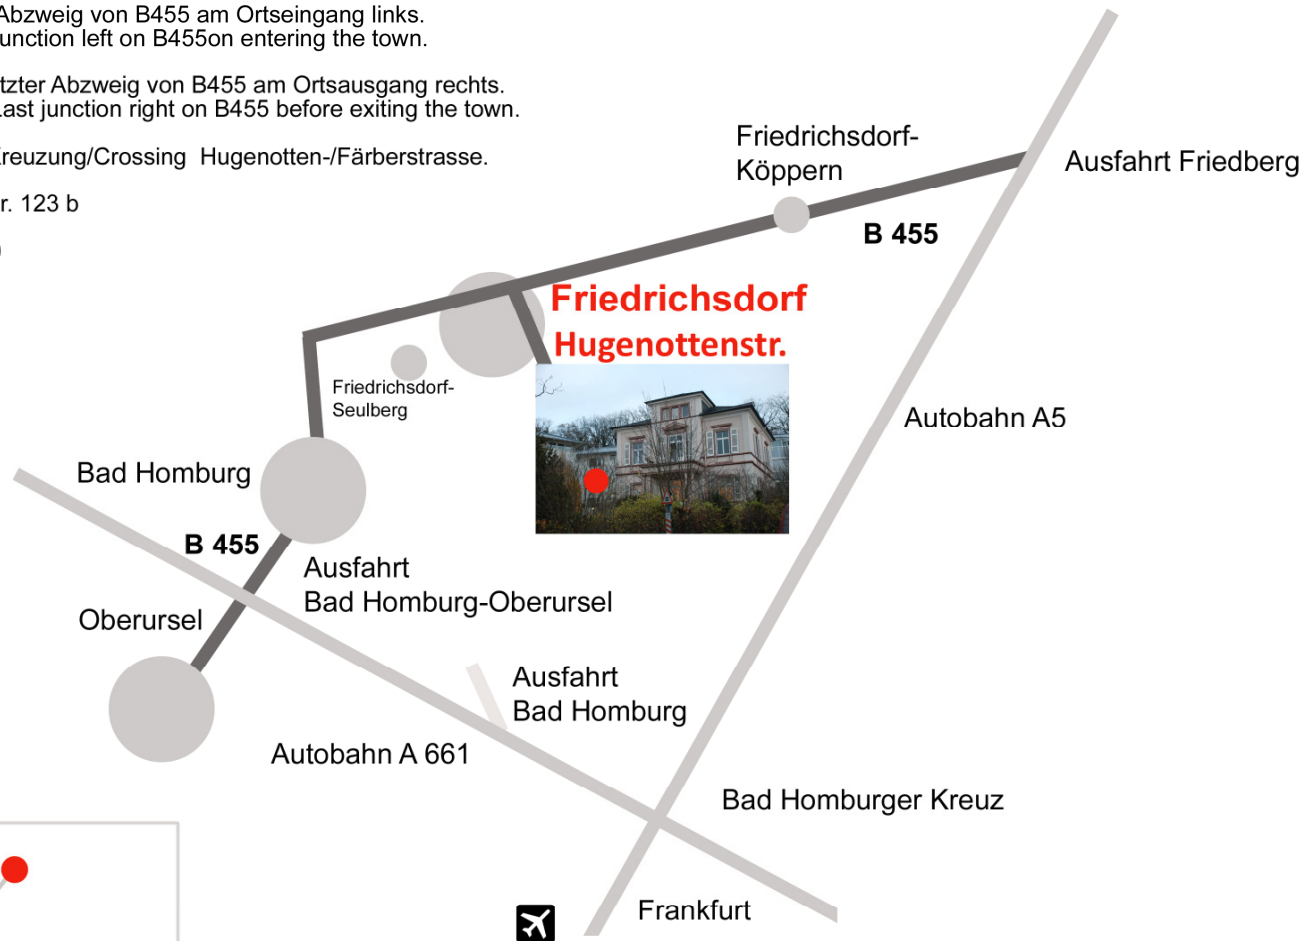 Abzweig von B455 am Ortseingang links.
unction left on B455on entering the town.
tzter Abzweig von B455 am Ortsausgang rechts.
ast junction right on B455 before exiting the town.
reuzung/Crossing Hugenotten-/Färberstrasse.
r. 123 b
Friedrichsdorf-
Köppern
Ausfahrt Friedberg
B 455
Friedrichsdorf
Hugenottenstr.
Friedrichsdorf-
Seulberg
Autobahn A5
Bad Homburg
B 455
Ausfahrt
Bad Homburg-Oberursel
Oberursel
Ausfahrt
Bad Homburg
Autobahn A 661
Bad Homburger Kreuz
Frankfurt